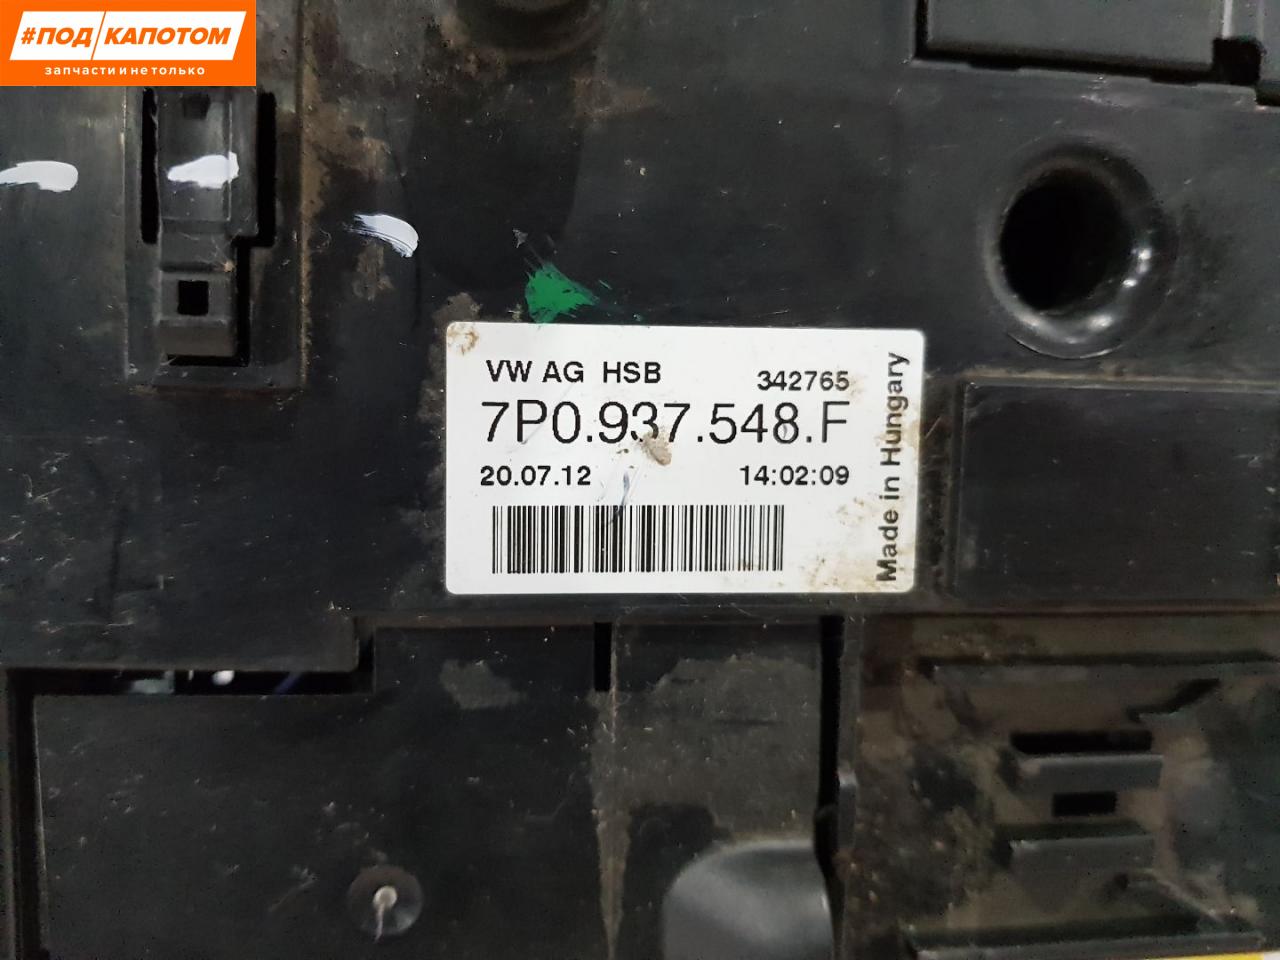 #ПОД КАПОТОМ
запчасти и не только
VW AG HSB 342765
7P0.937.548.F
20.07.12 14:02:09
Made in Hungary